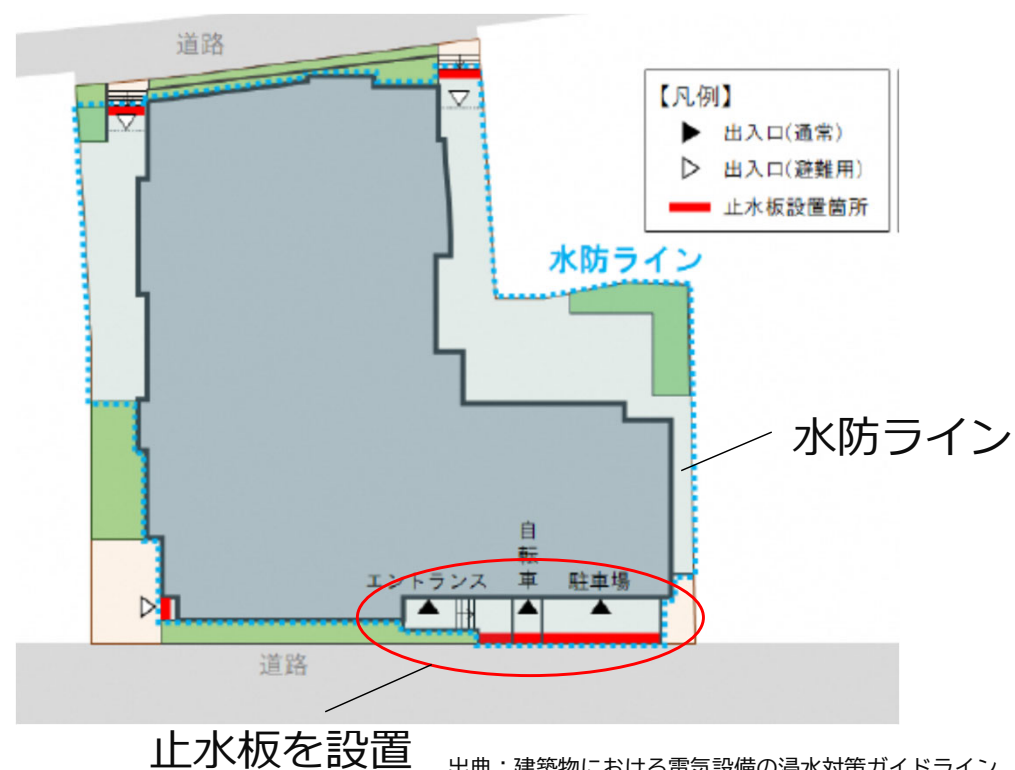 道路
【凡例】
出入口(通常)
出入口(避難用)
止水板設置箇所
水防ライン
水防ライン
自転車
エントランス
駐車場
道路
止水板を設置
出典：建築物における電気設備の浸水対策ガイドライン